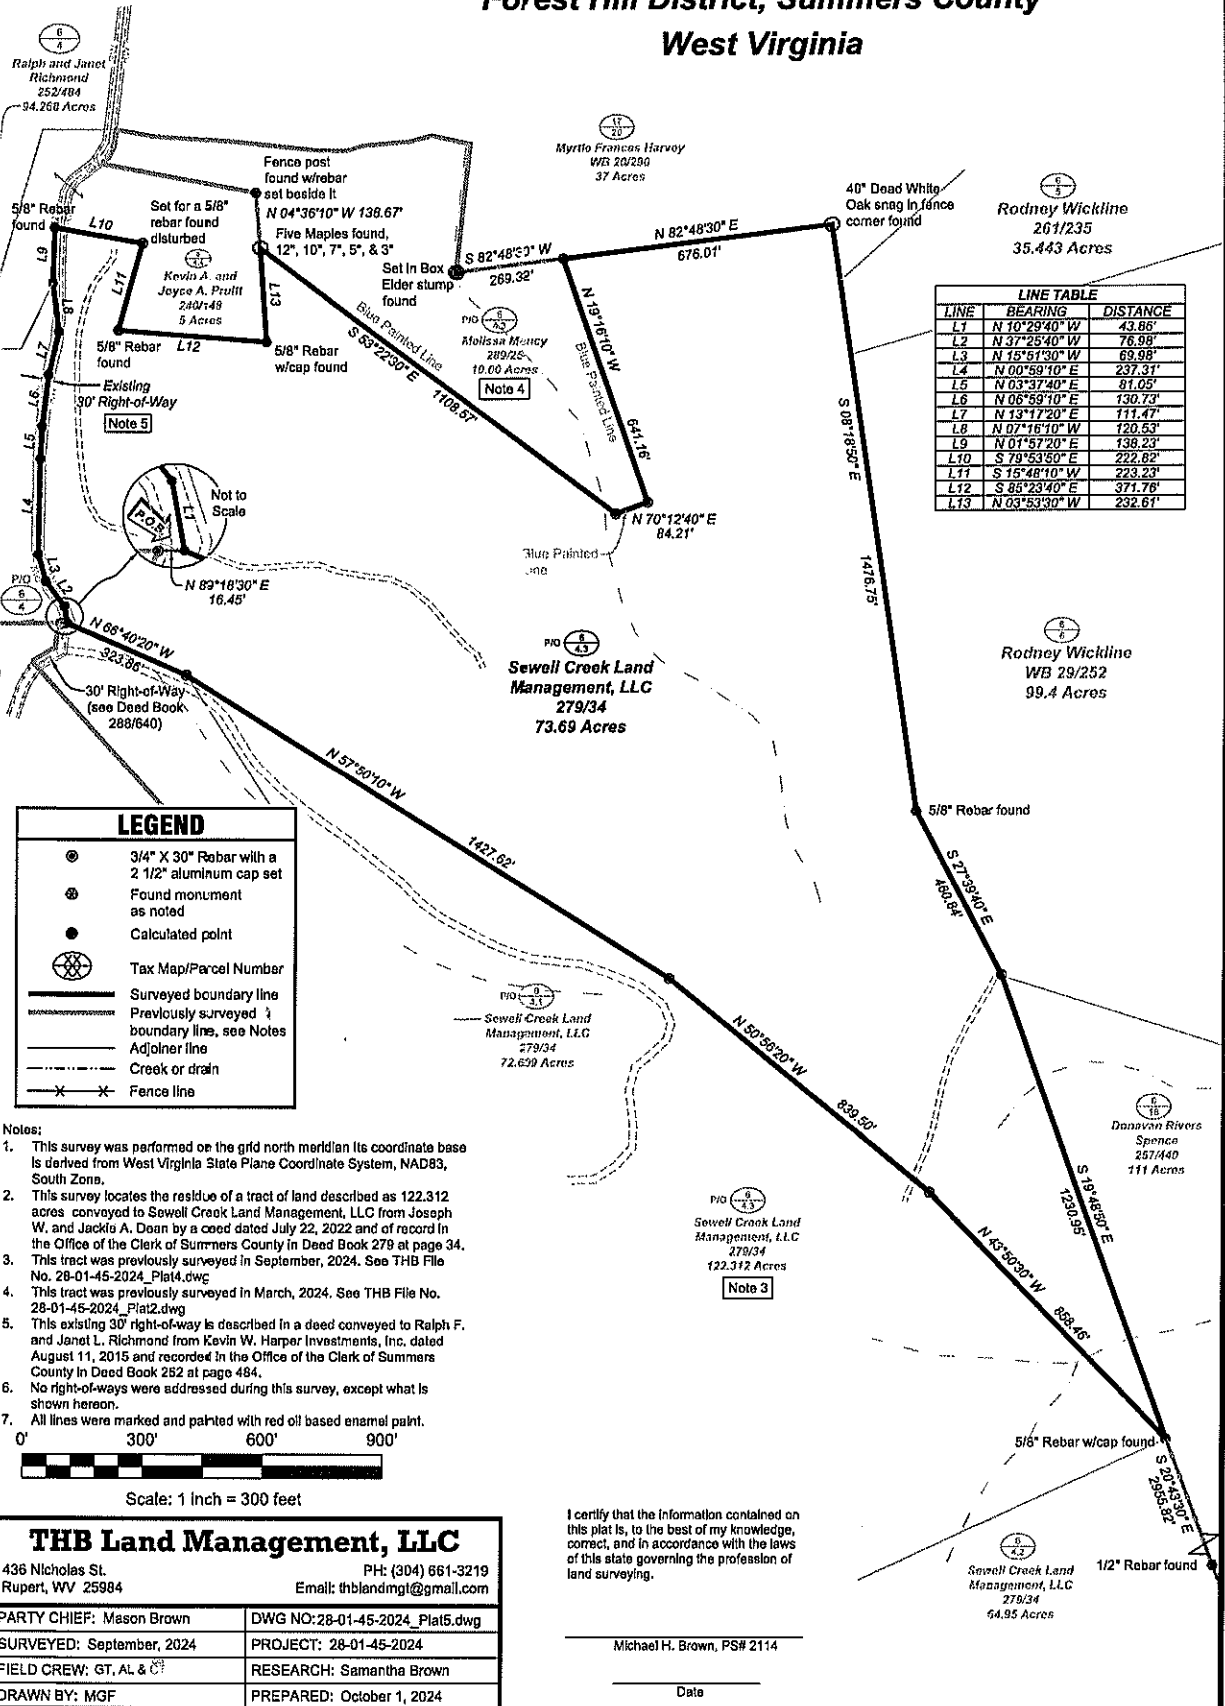 Forest Hill District, Summers County
West Virginia
6
4
Ralph and Janet
Richmond
252/484
94.268 Acres
17
20
Myrtle Frances Harvey
WB 20/290
37 Acres
6
5
Rodney Wickline
261/235
35.443 Acres
Fence post
found w/rebar
set beside it
N 04°36'10" W 138.67'
Five Maples found,
12", 10", 7", 5", & 3"
40" Dead White
Oak snag in fence
corner found
5/8" Rebar
found
L10
Set for a 5/8"
rebar found
disturbed
L9
L11
Kevin A. and
Joyce A. Pruitt
240/149
5 Acres
L13
L8
L12
5/8" Rebar
found
5/8" Rebar
w/cap found
L7
Existing
30' Right-of-Way
Note 5
L6
L5
L4
L3
L2
S 82°48'30" W
269.32'
N 82°48'30" E
676.01'
Set in Box
Elder stump
found
P/O
6
4.2
Melissa Mency
289/25
10.00 Acres
Note 4
Blue Painted Line
S 53°22'30" E
1108.57'
N 19°16'10" W
Blue Painted Line
641.16'
N 70°12'40" E
84.21'
Blue Painted
Line
LINE TABLE
LINE BEARING DISTANCE
L1 N 10°29'40" W 43.86'
L2 N 37°25'40" W 76.98'
L3 N 15°51'30" W 69.98'
L4 N 00°59'10" E 237.31'
L5 N 03°37'40" E 81.05'
L6 N 06°59'10" E 130.73'
L7 N 13°17'20" E 111.47'
L8 N 07°16'10" W 120.53'
L9 N 01°57'20" E 138.23'
L10 S 79°53'50" E 222.82'
L11 S 15°48'10" W 223.23'
L12 S 85°23'40" E 371.76'
L13 N 03°53'30" W 232.61'
S 08°18'50" E
1476.75'
Not to
Scale
P.O.B.
L1
N 89°18'30" E
16.45'
P/O
6
4
N 66°40'20" W
323.86'
30' Right-of-Way
(see Deed Book
288/640)
P/O
6
4.3
Sewell Creek Land
Management, LLC
279/34
73.69 Acres
6
6
Rodney Wickline
WB 29/252
99.4 Acres
N 57°50'10" W
1427.62'
5/8" Rebar found
S 27°39'40" E
460.84'
LEGEND
3/4" X 30" Rebar with a
2 1/2" aluminum cap set
Found monument
as noted
Calculated point
Tax Map/Parcel Number
Surveyed boundary line
Previously surveyed
boundary line, see Notes
Adjoiner line
Creek or drain
Fence line
P/O
6
4.1
Sewell Creek Land
Management, LLC
279/34
72.699 Acres
N 50°56'20" W
839.50'
6
18
Donavan Rivers
Spence
257/440
111 Acres
S 19°48'50" E
1230.95'
P/O
6
4.3
Sewell Creek Land
Management, LLC
279/34
122.312 Acres
Note 3
N 43°50'30" W
858.46'
Notes:
1. This survey was performed on the grid north meridian its coordinate base
is derived from West Virginia State Plane Coordinate System, NAD83,
South Zone.
2. This survey locates the residue of a tract of land described as 122.312
acres conveyed to Sewell Creek Land Management, LLC from Joseph
W. and Jackie A. Dean by a deed dated July 22, 2022 and of record in
the Office of the Clerk of Summers County in Deed Book 279 at page 34.
3. This tract was previously surveyed in September, 2024. See THB File
No. 28-01-45-2024_Plat4.dwg
4. This tract was previously surveyed in March, 2024. See THB File No.
28-01-45-2024_Plat2.dwg
5. This existing 30' right-of-way is described in a deed conveyed to Ralph F.
and Janet L. Richmond from Kevin W. Harper Investments, Inc. dated
August 11, 2015 and recorded in the Office of the Clerk of Summers
County in Deed Book 252 at page 484.
6. No right-of-ways were addressed during this survey, except what is
shown hereon.
7. All lines were marked and painted with red oil based enamel paint.
0' 300' 600' 900'
Scale: 1 inch = 300 feet
5/8" Rebar w/cap found
S 20°43'30" E
2955.82'
1/2" Rebar found
6
4.2
Sewell Creek Land
Management, LLC
279/34
64.95 Acres
THB Land Management, LLC
436 Nicholas St.
Rupert, WV 25984
PH: (304) 661-3219
Email: thblandmgt@gmail.com
PARTY CHIEF: Mason Brown
DWG NO:28-01-45-2024_Plat5.dwg
SURVEYED: September, 2024
PROJECT: 28-01-45-2024
FIELD CREW: GT, AL &
RESEARCH: Samantha Brown
DRAWN BY: MGF
PREPARED: October 1, 2024
I certify that the information contained on
this plat is, to the best of my knowledge,
correct, and in accordance with the laws
of this state governing the profession of
land surveying.
Michael H. Brown, PS# 2114
Date